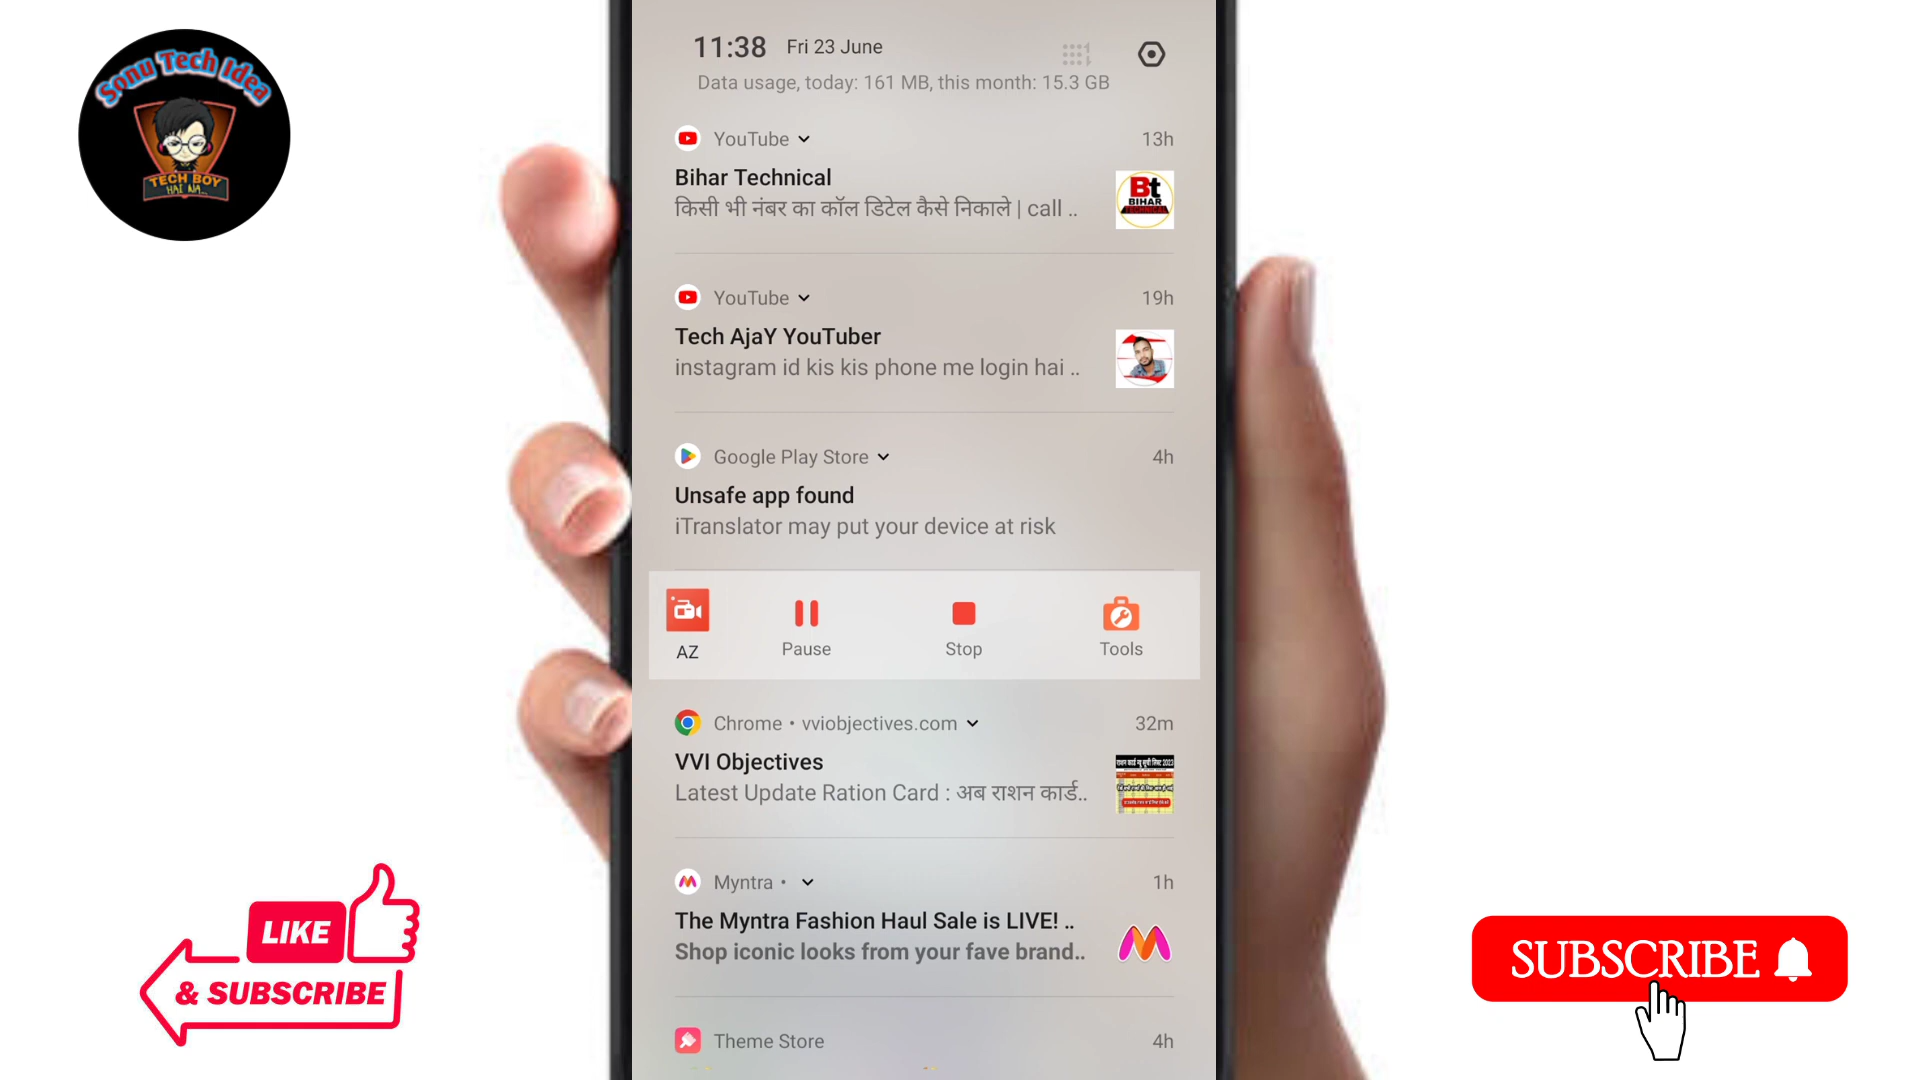 Sonu Tech Idea
TECH BOY
HAI NA..
11:38 Fri 23 June
Data usage, today: 161 MB, this month: 15.3 GB
YouTube 13h
Bihar Technical
किसी भी नंबर का कॉल डिटेल कैसे निकाले | call ..
Bt
BIHAR
TECHNICAL
YouTube 19h
Tech AjaY YouTuber
instagram id kis kis phone me login hai ..
Google Play Store 4h
Unsafe app found
iTranslator may put your device at risk
AZ Pause Stop Tools
Chrome • vviobjectives.com 32m
VVI Objectives
Latest Update Ration Card : अब राशन कार्ड..
Myntra • 1h
The Myntra Fashion Haul Sale is LIVE! ..
Shop iconic looks from your fave brand..
Theme Store 4h
LIKE
& SUBSCRIBE
SUBSCRIBE